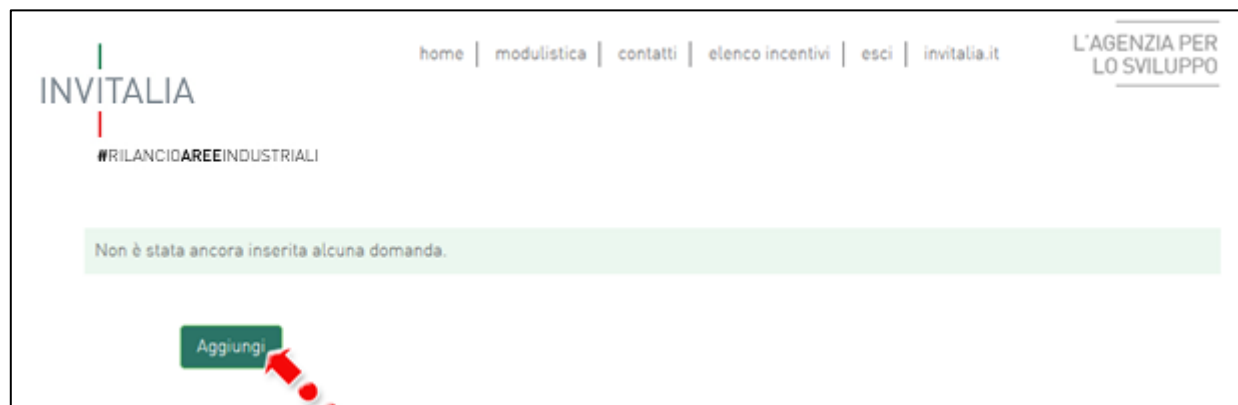 home | modulistica | contatti | elenco incentivi | esci | invitalia.it
L'AGENZIA PER
LO SVILUPPO
INVITALIA
#RILANCIOAREEINDUSTRIALI
Non è stata ancora inserita alcuna domanda.
Aggiungi